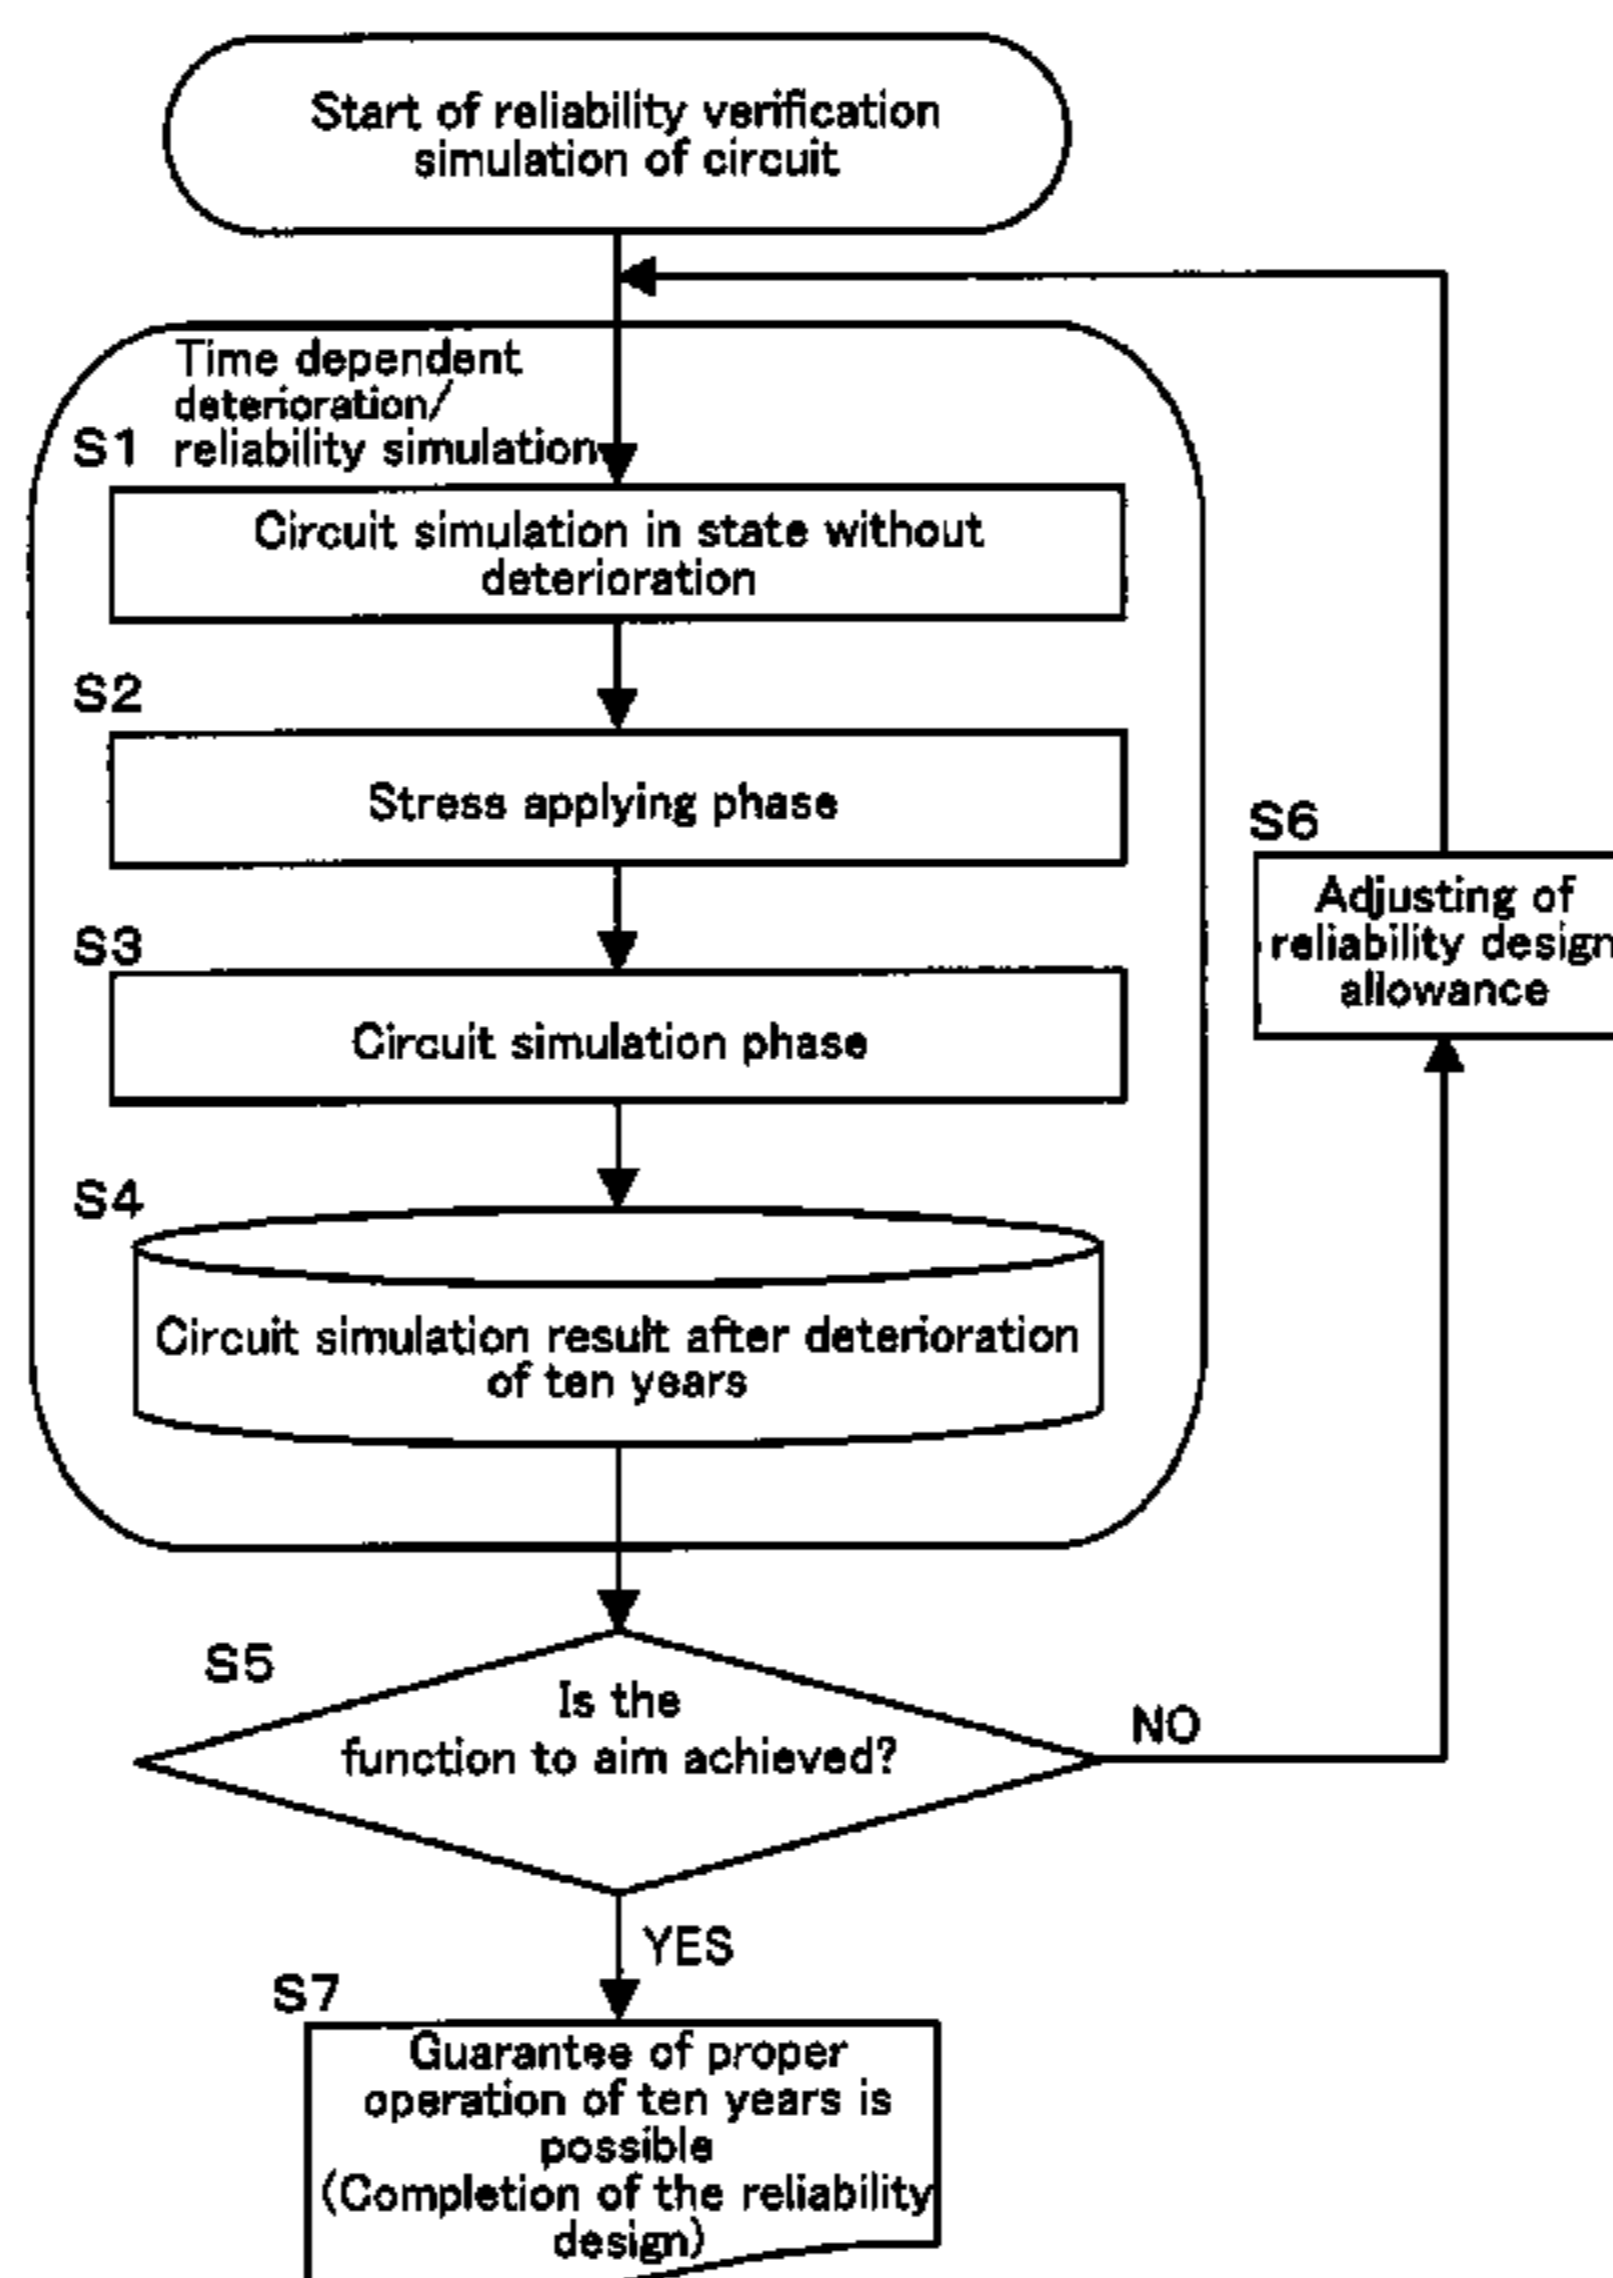 Start of reliability verification
simulation of circuit
Time dependent
deterioration/
S1 reliability simulation
Circuit simulation in state without
deterioration
S2
Stress applying phase
S6
Adjusting of
reliability design
allowance
S3
Circuit simulation phase
S4
Circuit simulation result after deterioration
of ten years
S5
Is the
function to aim achieved?
NO
YES
S7
Guarantee of proper
operation of ten years is
possible
(Completion of the reliability
design)